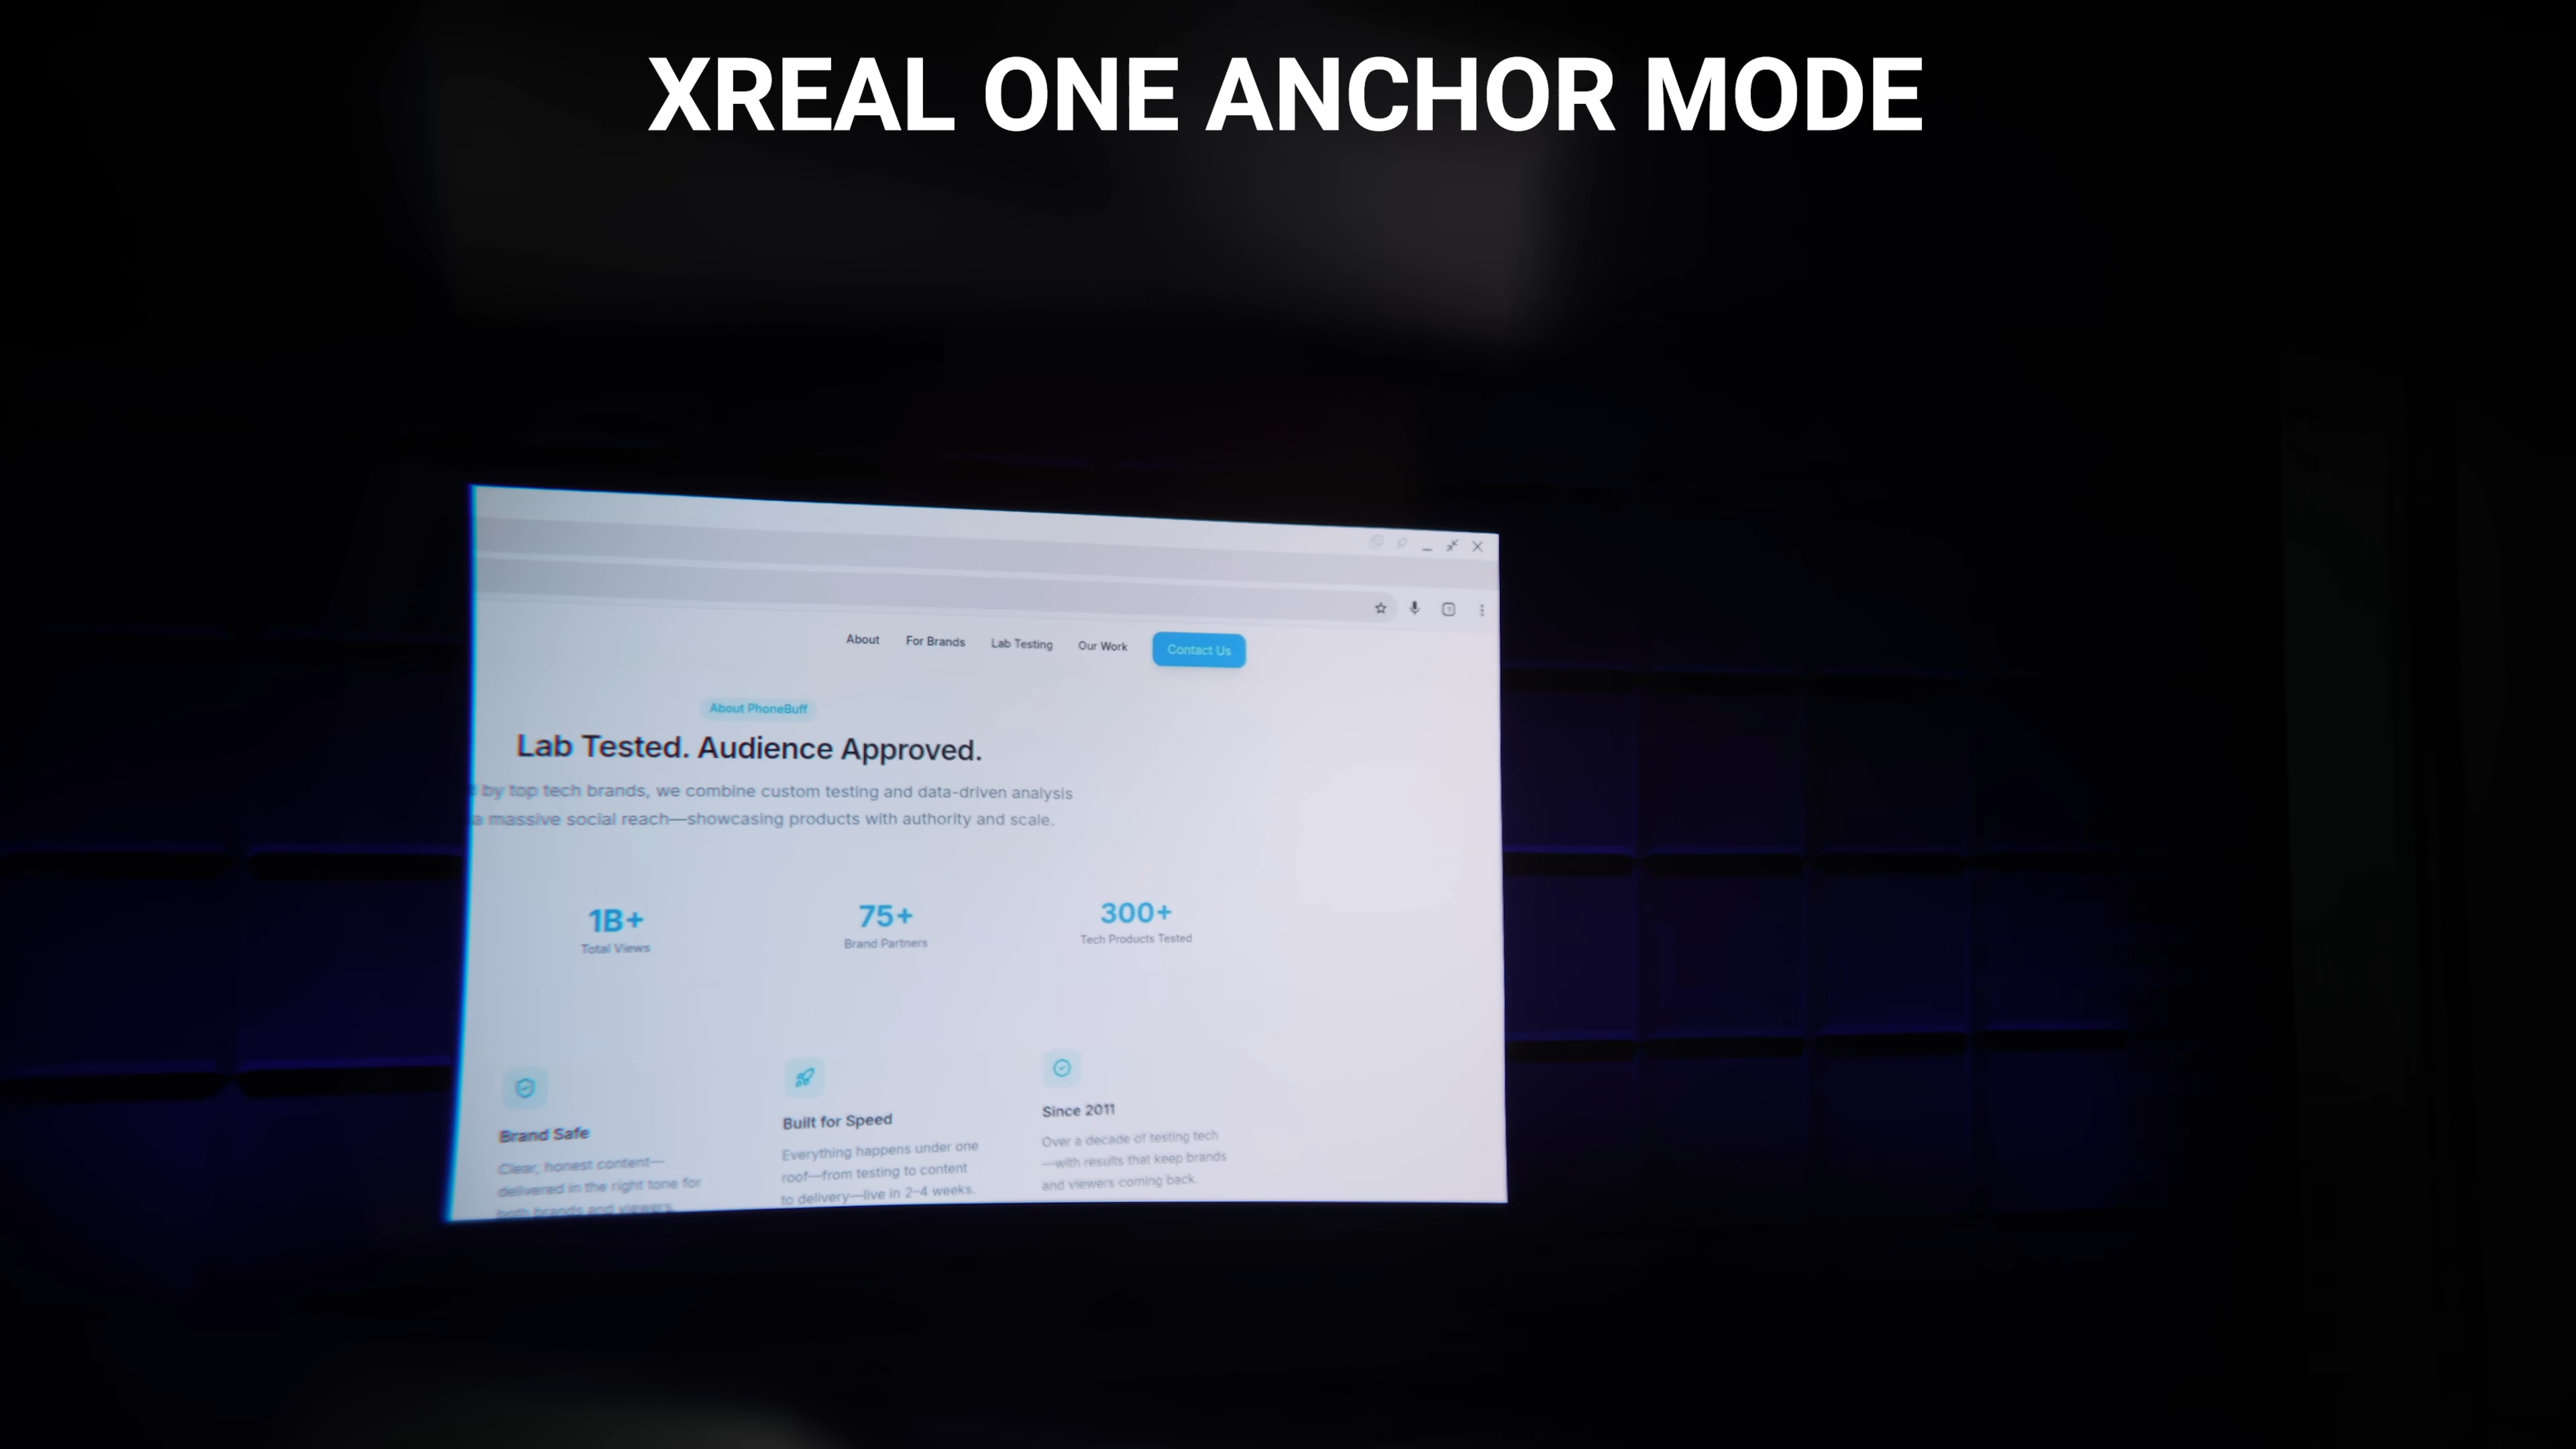 XREAL ONE ANCHOR MODE
About For Brands Lab Testing Our Work Contact Us
About PhoneBuff
Lab Tested. Audience Approved.
by top tech brands, we combine custom testing and data-driven analysis
a massive social reach—showcasing products with authority and scale.
1B+ 75+ 300+
Total Views Brand Partners Tech Products Tested
Brand Safe
Clear, honest content—
delivered in the right tone for
both brands and viewers.
Built for Speed
Everything happens under one
roof—from testing to content
to delivery—live in 2–4 weeks.
Since 2011
Over a decade of testing tech
—with results that keep brands
and viewers coming back.